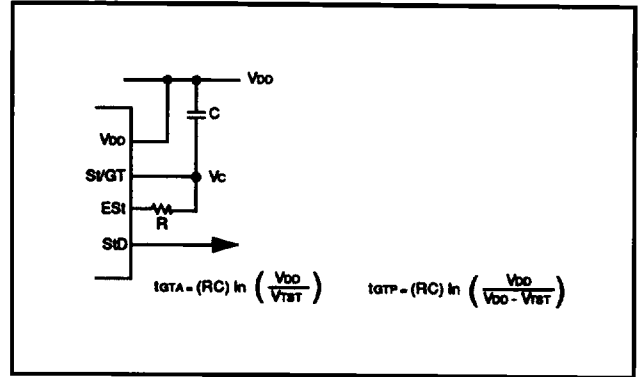 VDD
C
VDD
St/GT
VC
ESt
R
StD
tGTA = (RC) ln ( VDD / VTST )
tGTP = (RC) ln ( VDD / VDD - VTST )